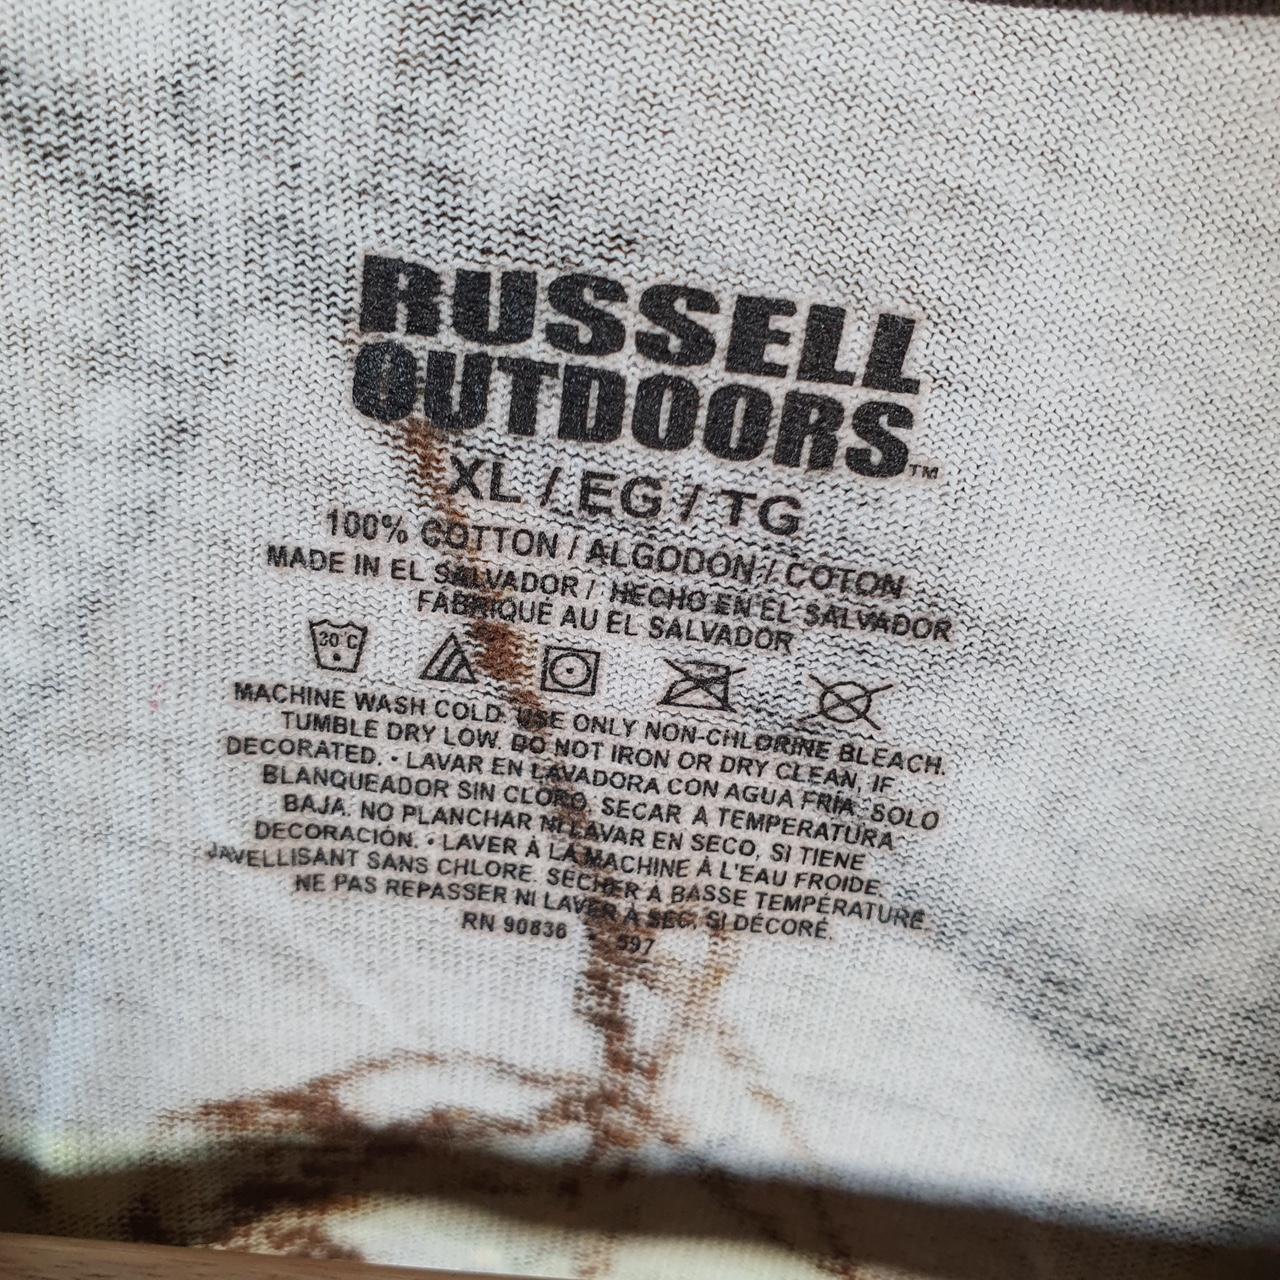 RUSSELL
OUTDOORS™
XL / EG / TG
100% COTTON / ALGODÓN / COTON
MADE IN EL SALVADOR / HECHO EN EL SALVADOR
FABRIQUÉ AU EL SALVADOR
30°C
MACHINE WASH COLD. USE ONLY NON-CHLORINE BLEACH.
TUMBLE DRY LOW. DO NOT IRON OR DRY CLEAN, IF
DECORATED. • LAVAR EN LAVADORA CON AGUA FRÍA. SOLO
BLANQUEADOR SIN CLORO. SECAR A TEMPERATURA
BAJA. NO PLANCHAR NI LAVAR EN SECO, SI TIENE
DECORACIÓN. • LAVER À LA MACHINE À L'EAU FROIDE.
JAVELLISANT SANS CHLORE. SÉCHER À BASSE TEMPÉRATURE.
NE PAS REPASSER NI LAVER À SEC, SI DÉCORÉ.
RN 90836 • 597